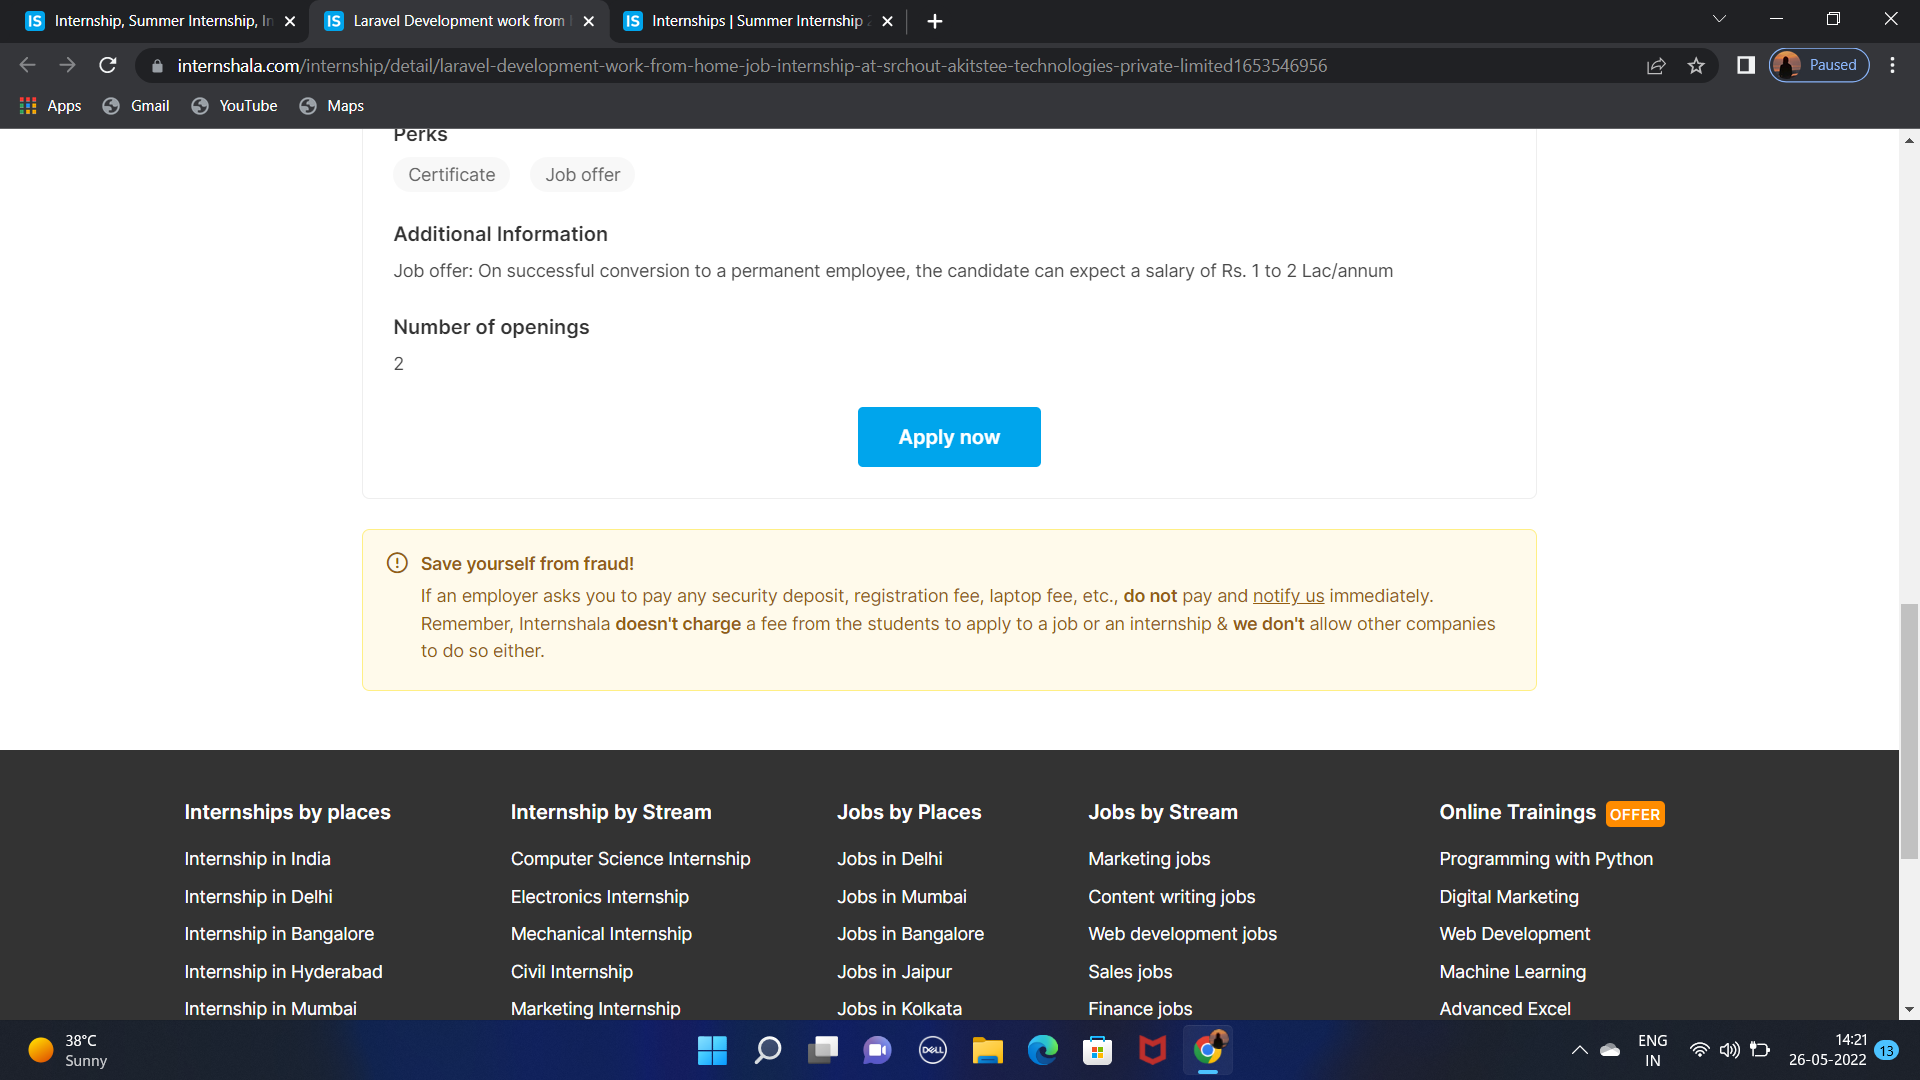 IS Internship, Summer Internship, In
IS Laravel Development work from
IS Internships | Summer Internship
internshala.com/internship/detail/laravel-development-work-from-home-job-internship-at-srchout-akitstee-technologies-private-limited1653546956
Paused
Apps Gmail YouTube Maps
Perks
Certificate Job offer
Additional Information
Job offer: On successful conversion to a permanent employee, the candidate can expect a salary of Rs. 1 to 2 Lac/annum
Number of openings
2
Apply now
Save yourself from fraud!
If an employer asks you to pay any security deposit, registration fee, laptop fee, etc., do not pay and notify us immediately.
Remember, Internshala doesn't charge a fee from the students to apply to a job or an internship & we don't allow other companies
to do so either.
Internships by places
Internship in India
Internship in Delhi
Internship in Bangalore
Internship in Hyderabad
Internship in Mumbai
Internship by Stream
Computer Science Internship
Electronics Internship
Mechanical Internship
Civil Internship
Marketing Internship
Jobs by Places
Jobs in Delhi
Jobs in Mumbai
Jobs in Bangalore
Jobs in Jaipur
Jobs in Kolkata
Jobs by Stream
Marketing jobs
Content writing jobs
Web development jobs
Sales jobs
Finance jobs
Online Trainings OFFER
Programming with Python
Digital Marketing
Web Development
Machine Learning
Advanced Excel
38°C
Sunny
DELL
ENG
IN
14:21
26-05-2022
13